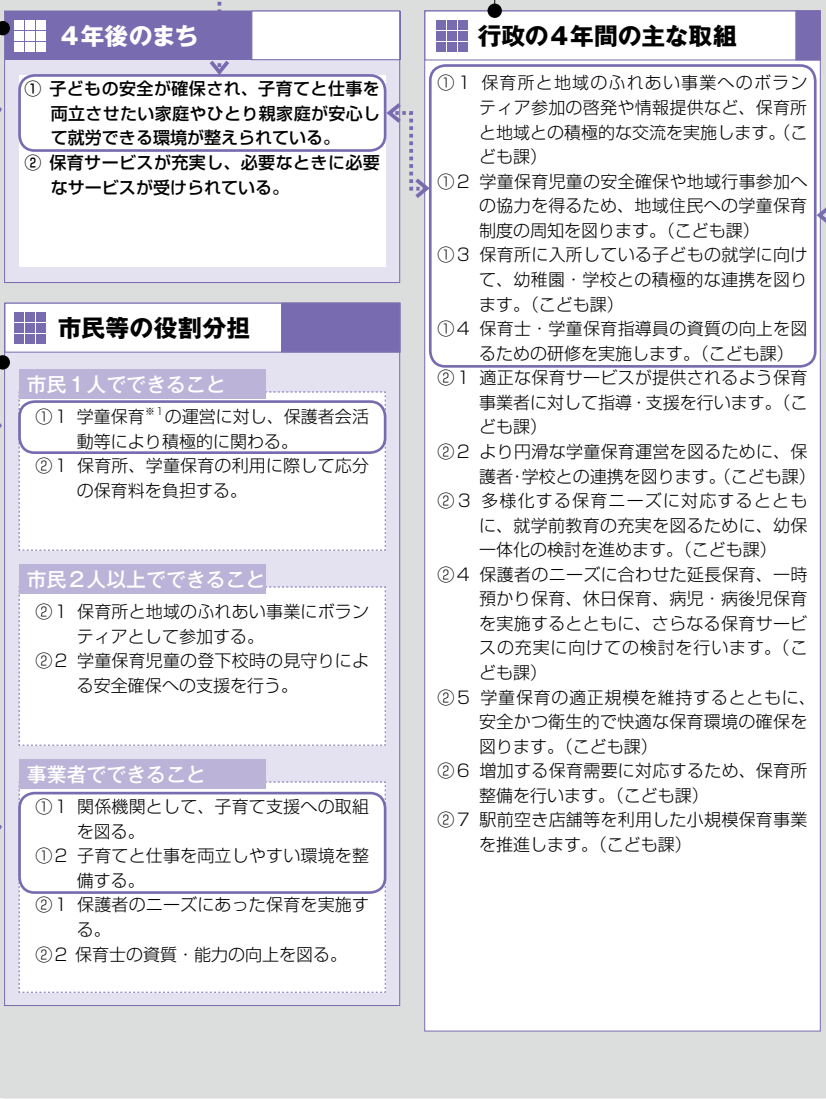 4年後のまち
① 子どもの安全が確保され、子育てと仕事を
両立させたい家庭やひとり親家庭が安心し
て就労できる環境が整えられている。
② 保育サービスが充実し、必要なときに必要
なサービスが受けられている。
市民等の役割分担
市民1人でできること
①1 学童保育※1の運営に対し、保護者会活
動等により積極的に関わる。
②1 保育所、学童保育の利用に際して応分
の保育料を負担する。
市民2人以上でできること
②1 保育所と地域のふれあい事業にボラン
ティアとして参加する。
②2 学童保育児童の登下校時の見守りによ
る安全確保への支援を行う。
事業者でできること
①1 関係機関として、子育て支援への取組
を図る。
①2 子育てと仕事を両立しやすい環境を整
備する。
②1 保護者のニーズにあった保育を実施す
る。
②2 保育士の資質・能力の向上を図る。
行政の4年間の主な取組
①1 保育所と地域のふれあい事業へのボラン
ティア参加の啓発や情報提供など、保育所
と地域との積極的な交流を実施します。(こ
ども課)
①2 学童保育児童の安全確保や地域行事参加へ
の協力を得るため、地域住民への学童保育
制度の周知を図ります。(こども課)
①3 保育所に入所している子どもの就学に向け
て、幼稚園・学校との積極的な連携を図り
ます。(こども課)
①4 保育士・学童保育指導員の資質の向上を図
るための研修を実施します。(こども課)
②1 適正な保育サービスが提供されるよう保育
事業者に対して指導・支援を行います。(こ
ども課)
②2 より円滑な学童保育運営を図るために、保
護者・学校との連携を図ります。(こども課)
②3 多様化する保育ニーズに対応するととも
に、就学前教育の充実を図るために、幼保
一体化の検討を進めます。(こども課)
②4 保護者のニーズに合わせた延長保育、一時
預かり保育、休日保育、病児・病後児保育
を実施するとともに、さらなる保育サービ
スの充実に向けての検討を行います。(こ
ども課)
②5 学童保育の適正規模を維持するとともに、
安全かつ衛生的で快適な保育環境の確保を
図ります。(こども課)
②6 増加する保育需要に対応するため、保育所
整備を行います。(こども課)
②7 駅前空き店舗等を利用した小規模保育事業
を推進します。(こども課)